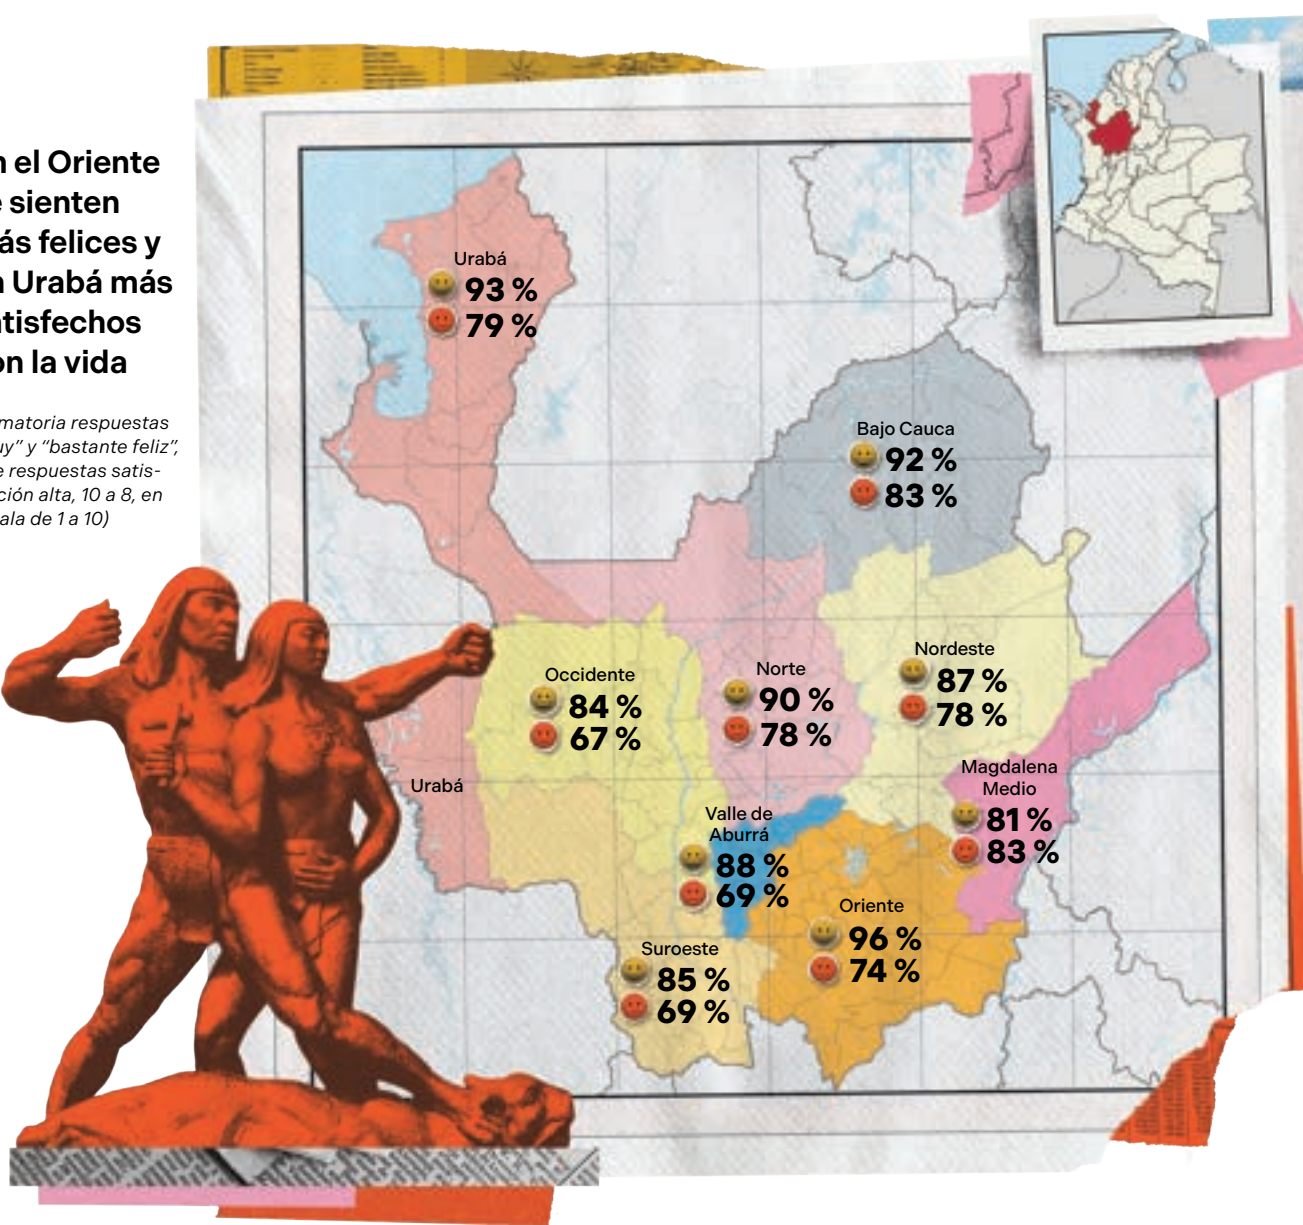 n el Oriente
e sienten
ás felices y
n Urabá más
atisfechos
on la vida
matoria respuestas
uy” y “bastante feliz”,
e respuestas satis-
ción alta, 10 a 8, en
ala de 1 a 10)
Urabá
93 %
79 %
Bajo Cauca
92 %
83 %
Occidente
84 %
67 %
Norte
90 %
78 %
Nordeste
87 %
78 %
Magdalena
Medio
81 %
83 %
Urabá
Valle de
Aburrá
88 %
69 %
Oriente
96 %
74 %
Suroeste
85 %
69 %